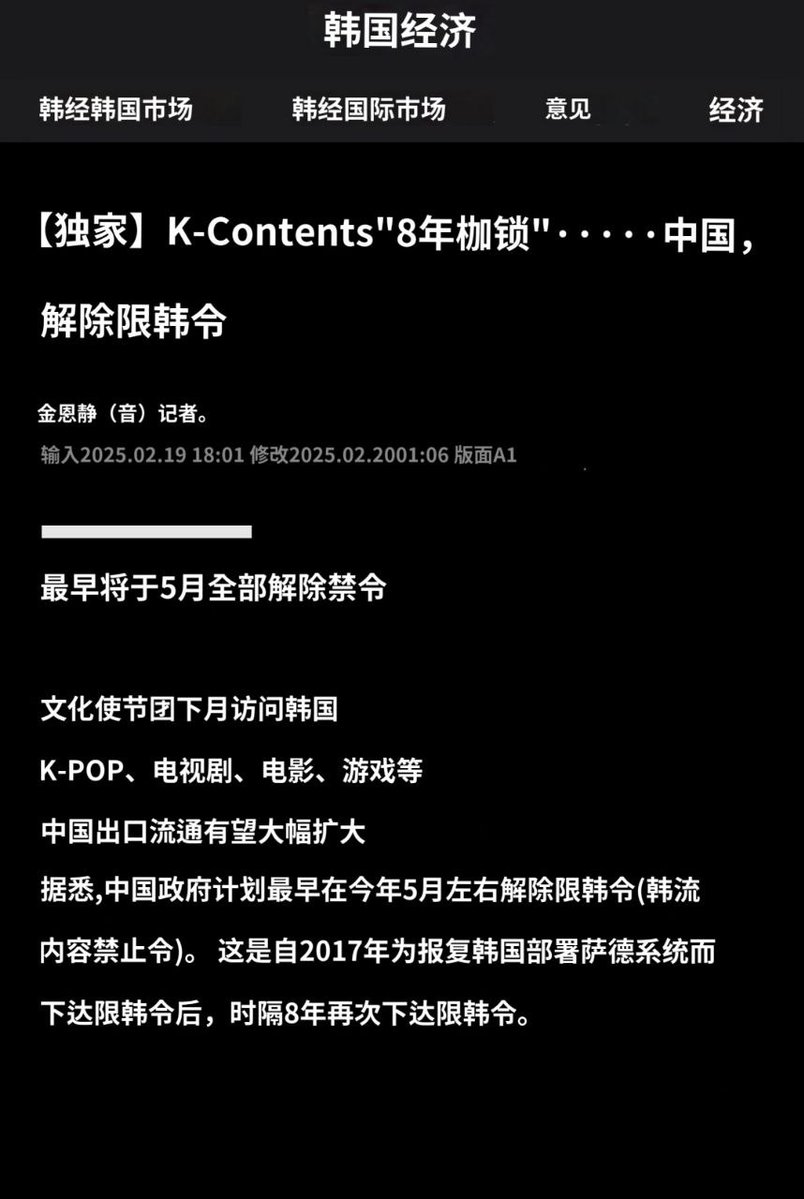 韩国经济
韩经韩国市场 韩经国际市场 意见 经济
【独家】K-Contents"8年枷锁"·····中国，
解除限韩令
金恩静（音）记者。
输入2025.02.19 18:01 修改2025.02.2001:06 版面A1
最早将于5月全部解除禁令
文化使节团下月访问韩国
K-POP、电视剧、电影、游戏等
中国出口流通有望大幅扩大
据悉,中国政府计划最早在今年5月左右解除限韩令(韩流
内容禁止令)。 这是自2017年为报复韩国部署萨德系统而
下达限韩令后，时隔8年再次下达限韩令。